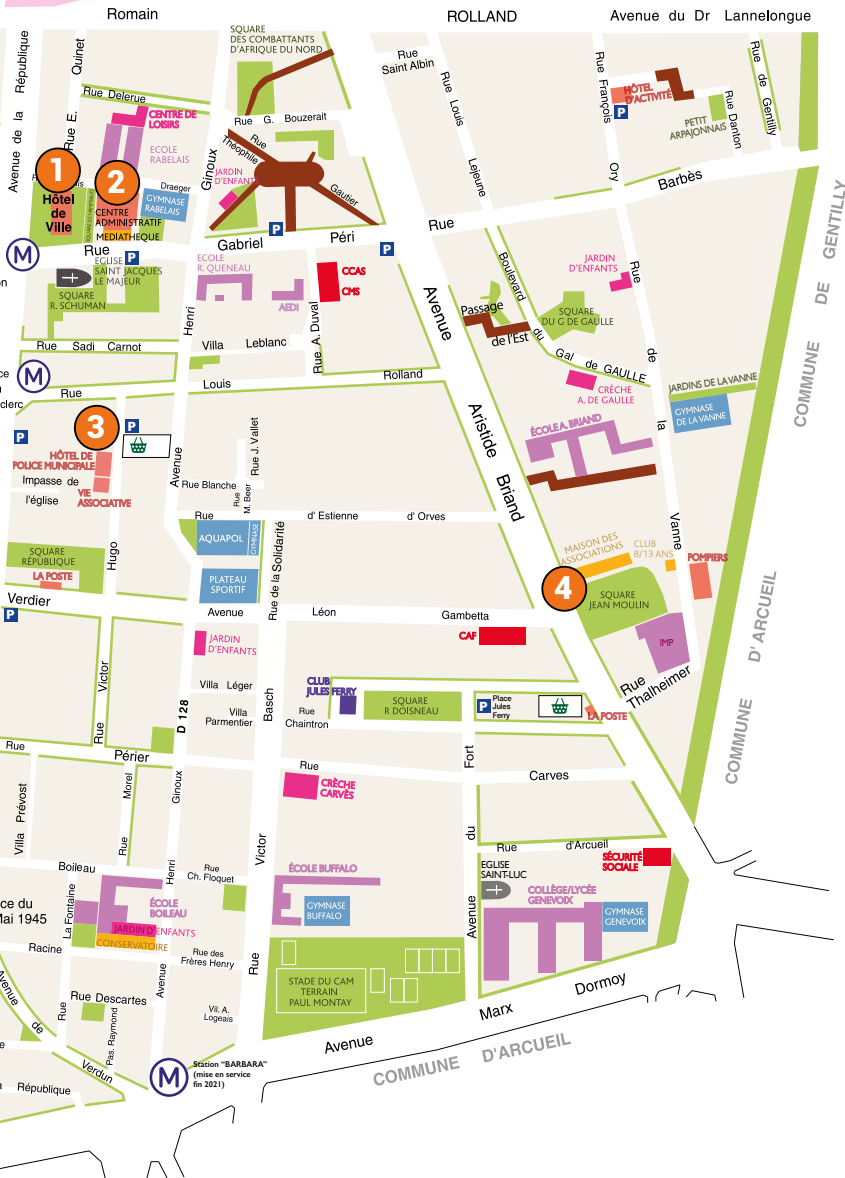 Romain
ROLLAND
Avenue du Dr Lannelongue
SQUARE
DES COMBATTANTS
D'AFRIQUE DU NORD
Avenue de la République
Rue E. Quinet
Rue Delerue
CENTRE DE
LOISIRS
ECOLE
RABELAIS
Rue G. Bouzerait
Rue
Saint Albin
Rue Louis
Lejeune
Rue François
Ory
HÔTEL
D'ACTIVITÉ
P
PETIT
ARPAJONNAIS
Rue Danton
Rue de Gentilly
Rue
Théophile
Gautier
JARDIN
D'ENFANTS
1
Hôtel
de
Ville
2
CENTRE
ADMINISTRATIF
MEDIATHEQUE
Draeger
GYMNASE
RABELAIS
Henri Ginoux
Rue Gabriel Péri
P
P
P
Rue Barbès
COMMUNE DE GENTILLY
M
EGLISE
SAINT JACQUES
LE MAJEUR
SQUARE
R. SCHUMAN
ECOLE
R. QUENEAU
AEDI
CCAS
CMS
Rue A. Duval
Villa Leblanc
Rue Sadi Carnot
M
Rue Louis Rolland
Passage
de l'Est
Boulevard
du
Gal de GAULLE
JARDIN
D'ENFANTS
SQUARE
DU G DE GAULLE
Rue de la Vanne
CRÈCHE
A. DE GAULLE
JARDINS DE LA VANNE
GYMNASE
DE LA VANNE
Avenue Aristide Briand
ÉCOLE A. BRIAND
3
P
P
HÔTEL DE
POLICE MUNICIPALE
VIE
ASSOCIATIVE
Impasse de
l'église
Avenue
Rue J. Vallet
Rue Blanche
Rue
M. Beer
Rue d' Estienne d' Orves
AQUAPOL
GYMNASE
PLATEAU
SPORTIF
Rue de la Solidarité
SQUARE
RÉPUBLIQUE
LA POSTE
Hugo
Verdier
P
Avenue Léon Gambetta
CAF
MAISON DES
ASSOCIATIONS
CLUB
8/13 ANS
POMPIERS
4
SQUARE
JEAN MOULIN
IMP
Rue
Thalheimer
COMMUNE D' ARCUEIL
JARDIN
D'ENFANTS
Villa Léger
Villa
Parmentier
D 128
Rue Victor
Basch
CLUB
JULES FERRY
Rue
Chaintron
SQUARE
R DOISNEAU
P
Place
Jules
Ferry
LA POSTE
Rue Périer
Rue Carves
Fort
Villa Prévost
Rue Morel
Ginoux
CRÈCHE
CARVÈS
Rue d'Arcueil
SÉCURITÉ
SOCIALE
Avenue du
Boileau
Henri
Rue
Ch. Floquet
Victor
ÉCOLE BUFFALO
GYMNASE
BUFFALO
EGLISE
SAINT-LUC
COLLÈGE/LYCÉE
GENEVOIX
GYMNASE
GENEVOIX
ce du
Mai 1945
Rue La Fontaine
ÉCOLE
BOILEAU
JARDIN D'ENFANTS
CONSERVATOIRE
Racine
Rue des
Frères Henry
Rue
STADE DU CAM
TERRAIN
PAUL MONTAY
Avenue
Rue Descartes
Pas. Raymond
Vil. A.
Logeais
Avenue
de
Verdun
République
Avenue Marx Dormoy
COMMUNE D'ARCUEIL
M
Station "BARBARA"
(mise en service
fin 2021)